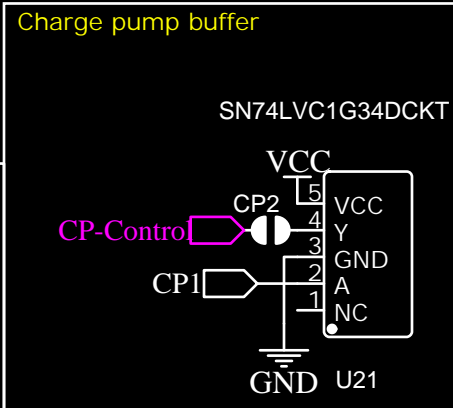 Charge pump buffer
SN74LVC1G34DCKT
VCC
5 VCC
CP2
CP-Control 4 Y
3 GND
CP1 2 A
1 NC
GND U21